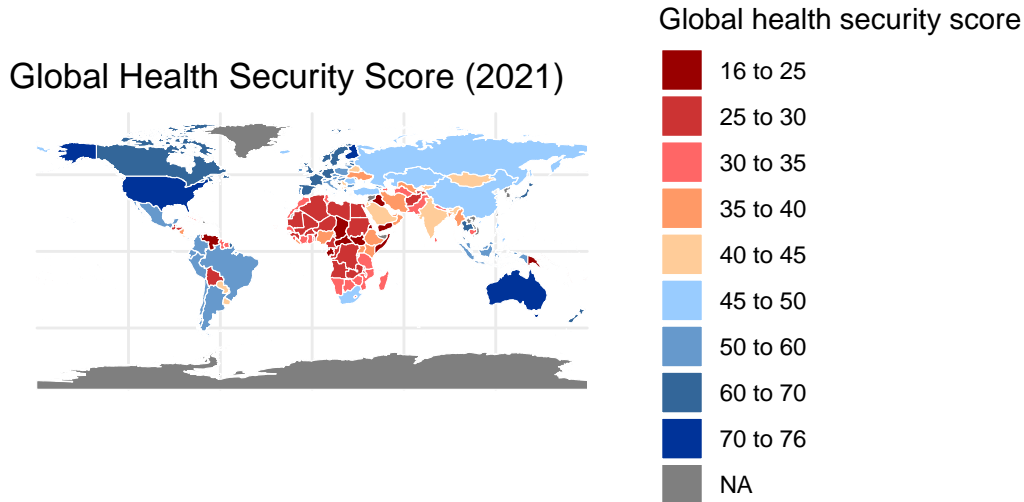 Global Health Security Score (2021)
Global health security score
16 to 25
25 to 30
30 to 35
35 to 40
40 to 45
45 to 50
50 to 60
60 to 70
70 to 76
NA